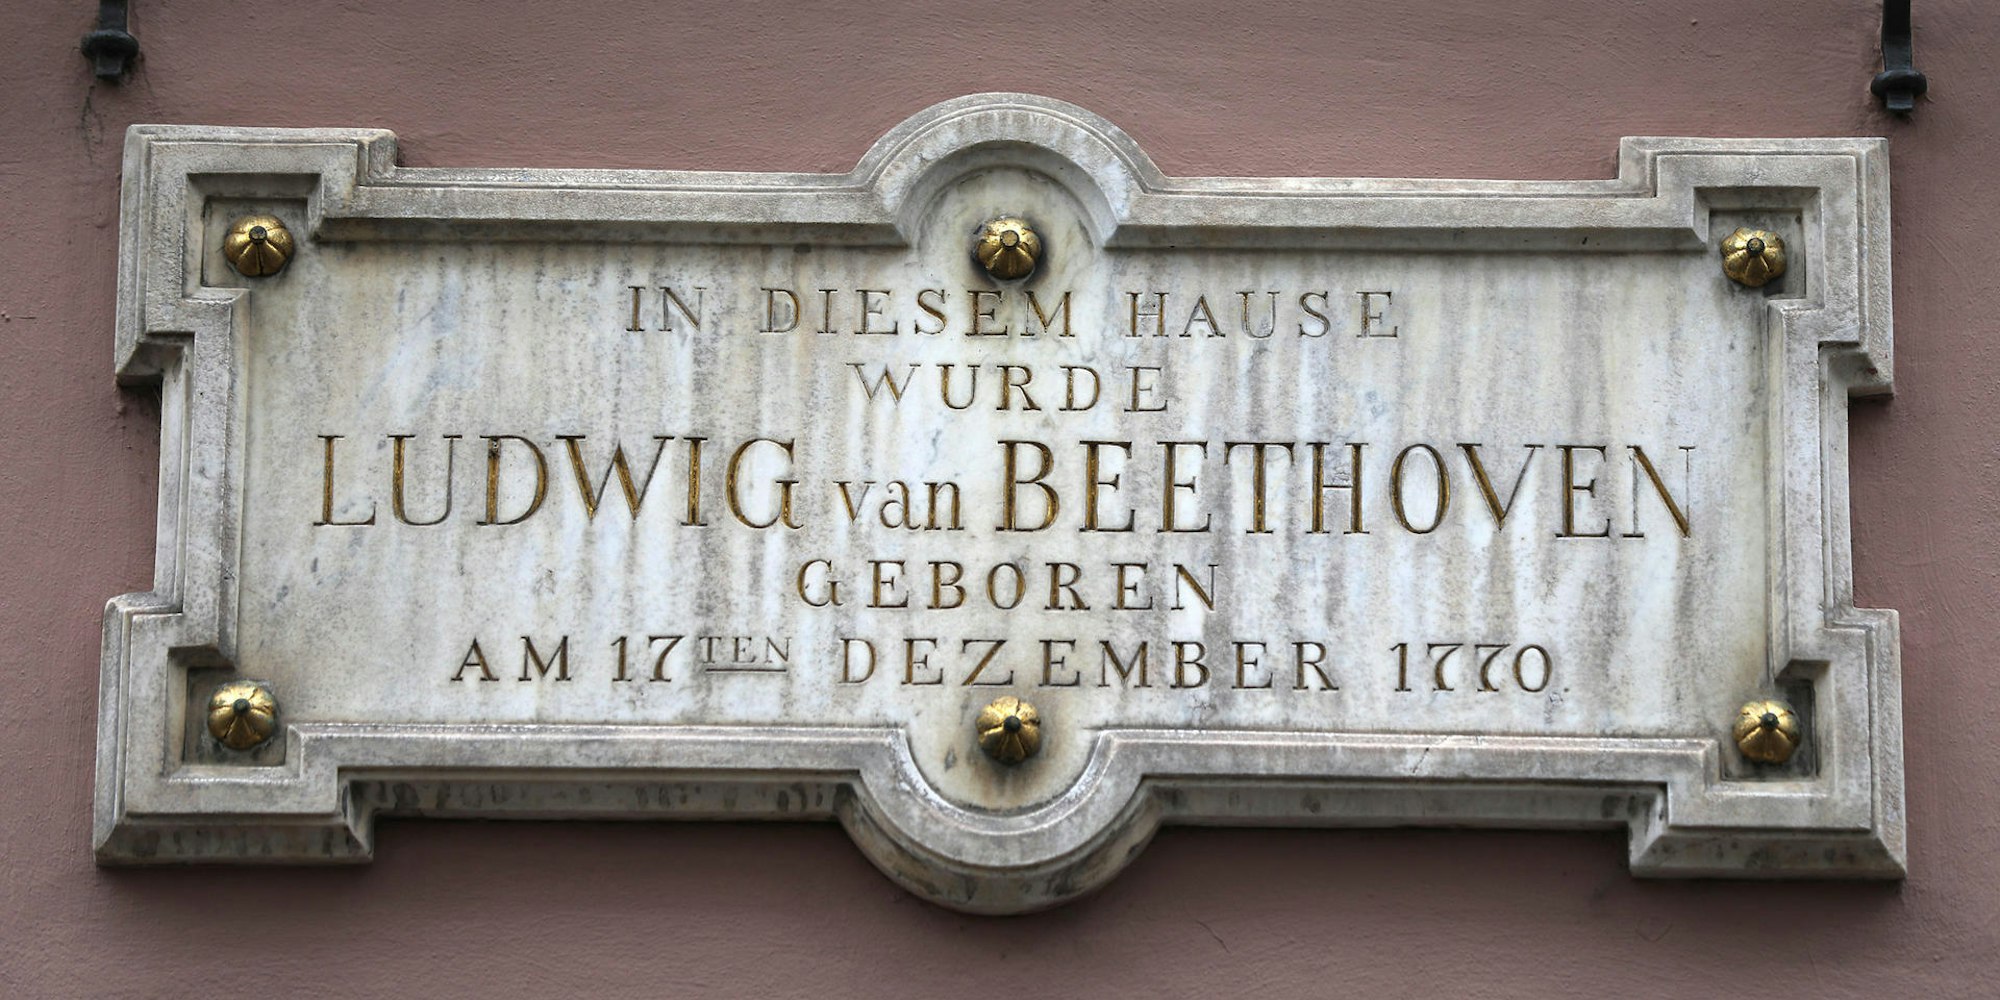 IN DIESEM HAUSE
WURDE
LUDWIG van BEETHOVEN
GEBOREN
AM 17TEN DEZEMBER 1770.